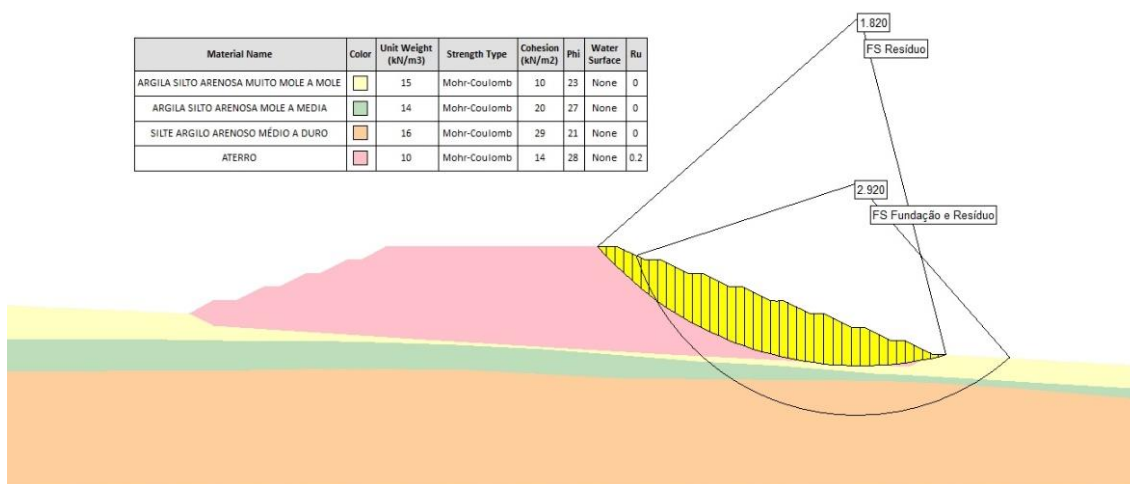 Material Name Color Unit Weight (kN/m3) Strength Type Cohesion (kN/m2) Phi Water Surface Ru
ARGILA SILTO ARENOSA MUITO MOLE A MOLE 15 Mohr-Coulomb 10 23 None 0
ARGILA SILTO ARENOSA MOLE A MEDIA 14 Mohr-Coulomb 20 27 None 0
SILTE ARGILO ARENOSO MÉDIO A DURO 16 Mohr-Coulomb 29 21 None 0
ATERRO 10 Mohr-Coulomb 14 28 None 0.2
1.820
FS Resíduo
2.920
FS Fundação e Resíduo